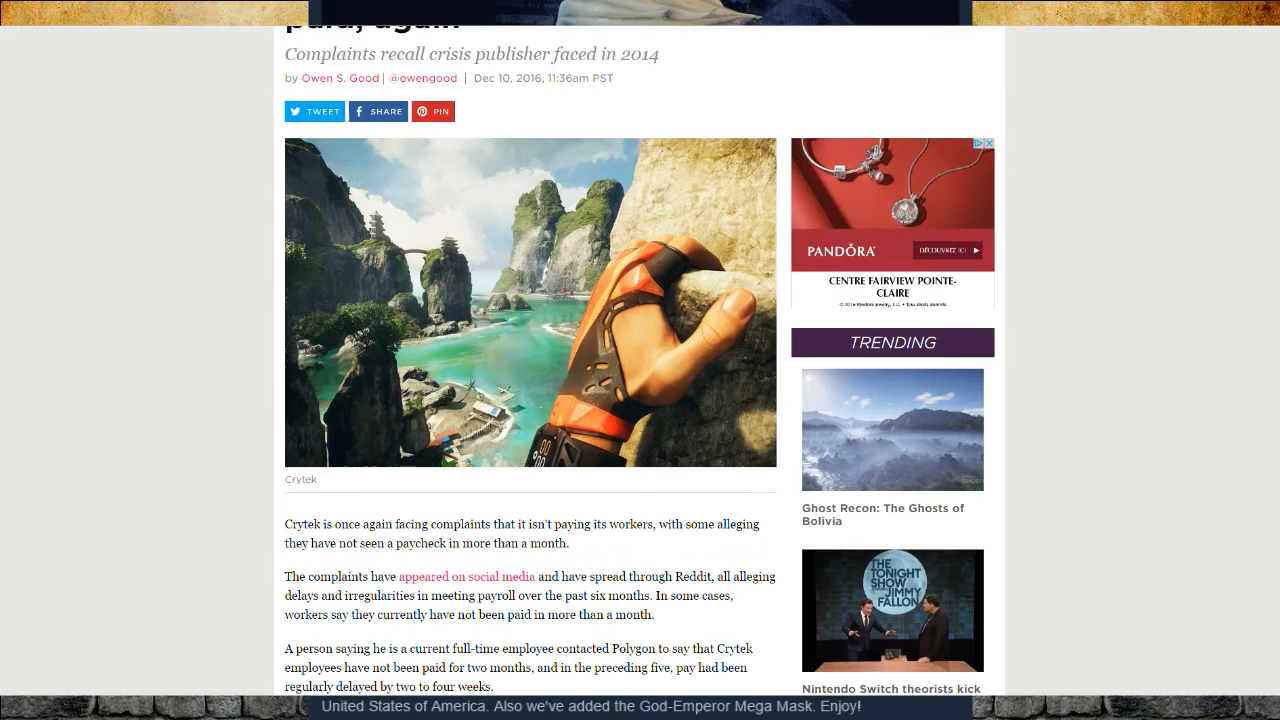 paid, again
Complaints recall crisis publisher faced in 2014
by Owen S. Good | @owengood | Dec 10, 2016, 11:36am PST
TWEET SHARE PIN
PANDÖRA
DÉCOUVREZ ICI
CENTRE FAIRVIEW POINTE-
CLAIRE
© 2016 Pandora Jewelry, LLC. • Tous droits réservés
TRENDING
Crytek
Ghost Recon: The Ghosts of
Bolivia
Crytek is once again facing complaints that it isn't paying its workers, with some alleging
they have not seen a paycheck in more than a month.
THE
TONIGHT
SHOW
JIMMY
FALLON
The complaints have appeared on social media and have spread through Reddit, all alleging
delays and irregularities in meeting payroll over the past six months. In some cases,
workers say they currently have not been paid in more than a month.
A person saying he is a current full-time employee contacted Polygon to say that Crytek
employees have not been paid for two months, and in the preceding five, pay had been
regularly delayed by two to four weeks.
Nintendo Switch theorists kick
United States of America. Also we've added the God-Emperor Mega Mask. Enjoy!